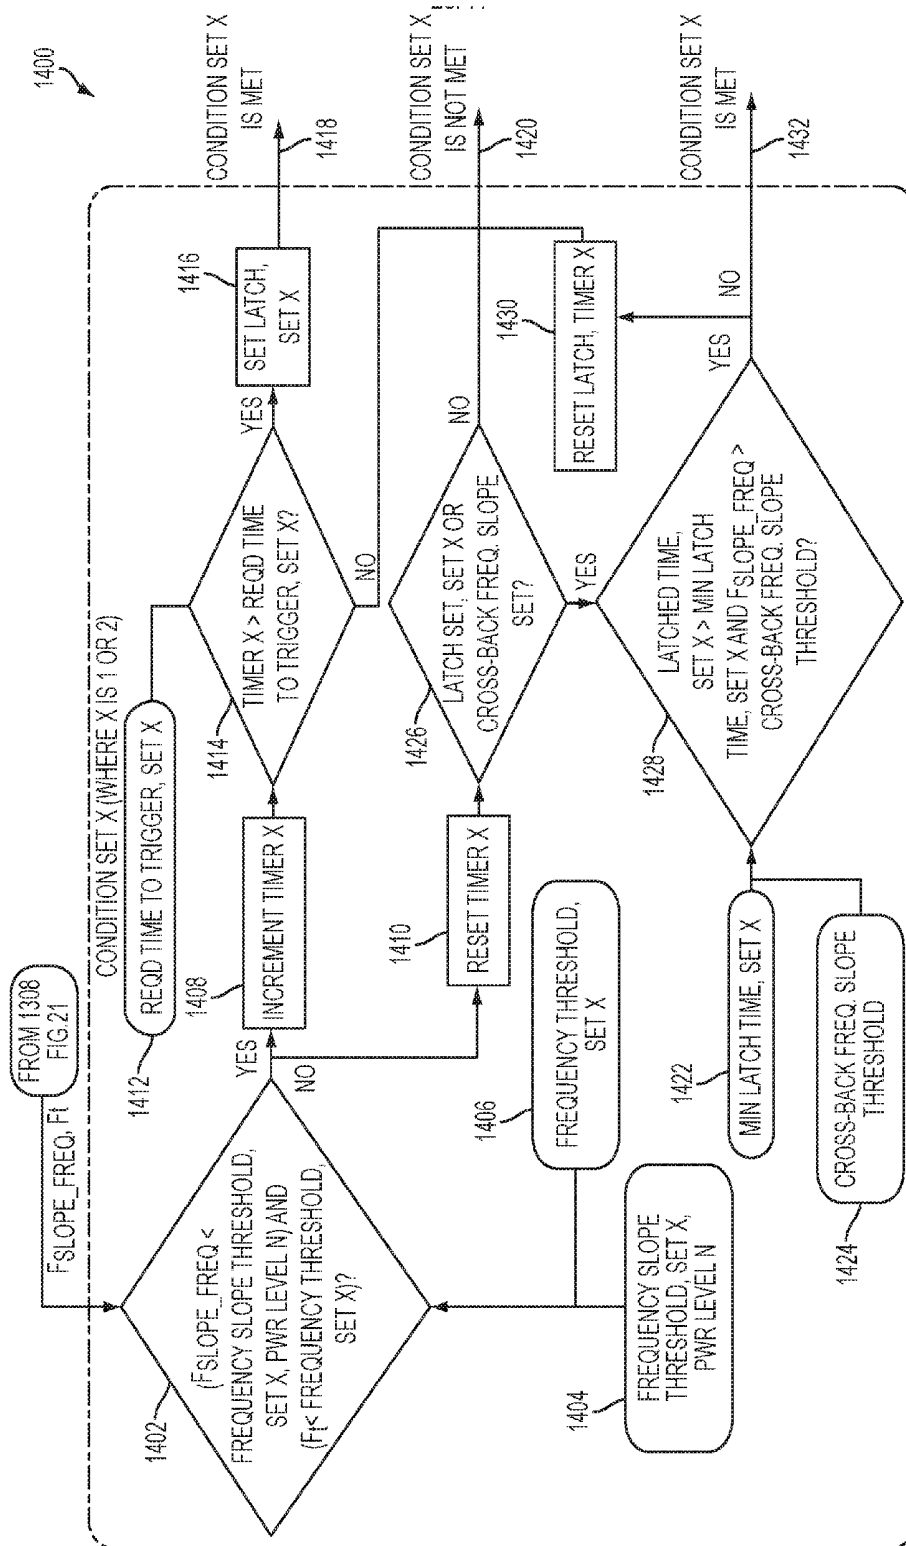 1400
FROM 1308
FIG.21
FSLOPE_FREQ, Ft
CONDITION SET X (WHERE X IS 1 OR 2)
REQD TIME TO TRIGGER, SET X
1412
1402
(FSLOPE_FREQ <
FREQUENCY SLOPE THRESHOLD,
SET X, PWR LEVEL N) AND
(Ft< FREQUENCY THRESHOLD,
SET X)?
YES
NO
1408
INCREMENT TIMER X
1414
TIMER X > REQD TIME
TO TRIGGER, SET X?
YES
NO
1416
SET LATCH,
SET X
CONDITION SET X
IS MET
1418
1410
RESET TIMER X
1426
LATCH SET, SET X OR
CROSS-BACK FREQ. SLOPE
SET?
NO
YES
CONDITION SET X
IS NOT MET
1420
1404
FREQUENCY SLOPE
THRESHOLD, SET X,
PWR LEVEL N
1406
FREQUENCY THRESHOLD,
SET X
1430
RESET LATCH, TIMER X
1422
MIN LATCH TIME, SET X
1424
CROSS-BACK FREQ. SLOPE
THRESHOLD
1428
LATCHED TIME,
SET X > MIN LATCH
TIME, SET X AND FSLOPE_FREQ >
CROSS-BACK FREQ. SLOPE
THRESHOLD?
YES
NO
CONDITION SET X
IS MET
1432